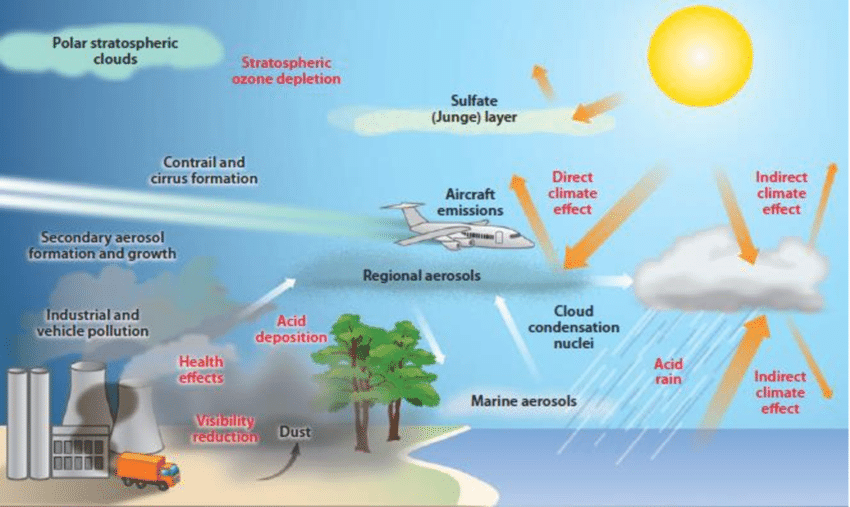 Polar stratospheric
clouds
Stratospheric
ozone depletion
Sulfate
(Junge) layer
Contrail and
cirrus formation
Aircraft
emissions
Direct
climate
effect
Indirect
climate
effect
Secondary aerosol
formation and growth
Regional aerosols
Industrial and
vehicle pollution
Acid
deposition
Cloud
condensation
nuclei
Health
effects
Acid
rain
Indirect
climate
effect
Marine aerosols
Visibility
reduction
Dust